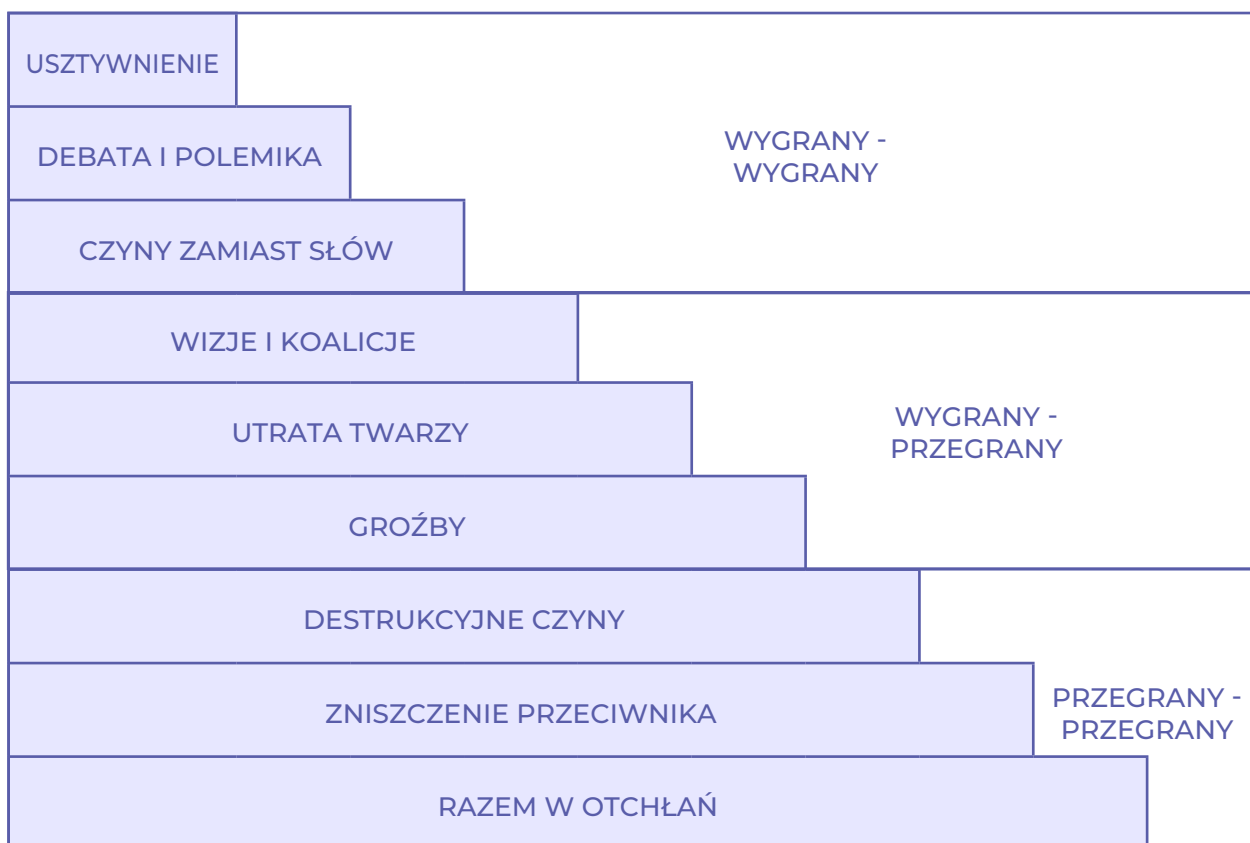 USZTYWNIENIE
DEBATA I POLEMIKA
CZYNY ZAMIAST SŁÓW
WYGRANY -
WYGRANY
WIZJE I KOALICJE
UTRATA TWARZY
GROŹBY
WYGRANY -
PRZEGRANY
DESTRUKCYJNE CZYNY
ZNISZCZENIE PRZECIWNIKA
RAZEM W OTCHŁAŃ
PRZEGRANY -
PRZEGRANY